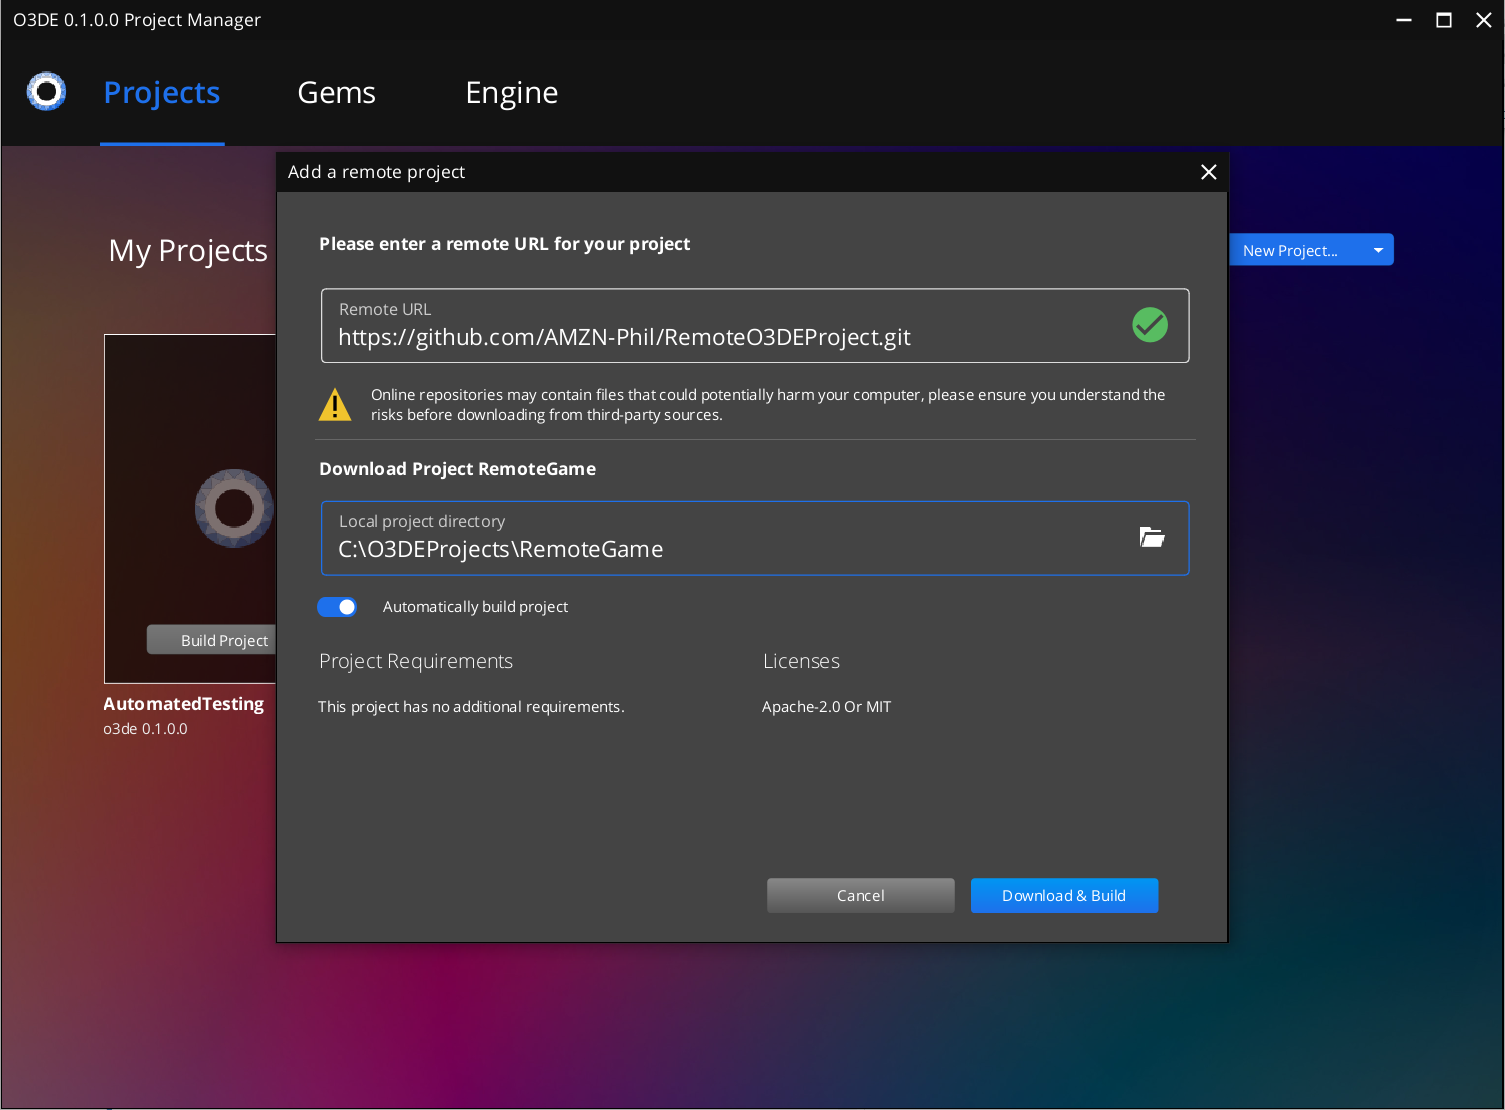 O3DE 0.1.0.0 Project Manager
Projects
Gems
Engine
Add a remote project
My Projects
New Project...
Please enter a remote URL for your project
Remote URL
https://github.com/AMZN-Phil/RemoteO3DEProject.git
Online repositories may contain files that could potentially harm your computer, please ensure you understand the
risks before downloading from third-party sources.
Download Project RemoteGame
Local project directory
C:\O3DEProjects\RemoteGame
Automatically build project
Build Project
Project Requirements
Licenses
This project has no additional requirements.
Apache-2.0 Or MIT
AutomatedTesting
o3de 0.1.0.0
Cancel
Download & Build